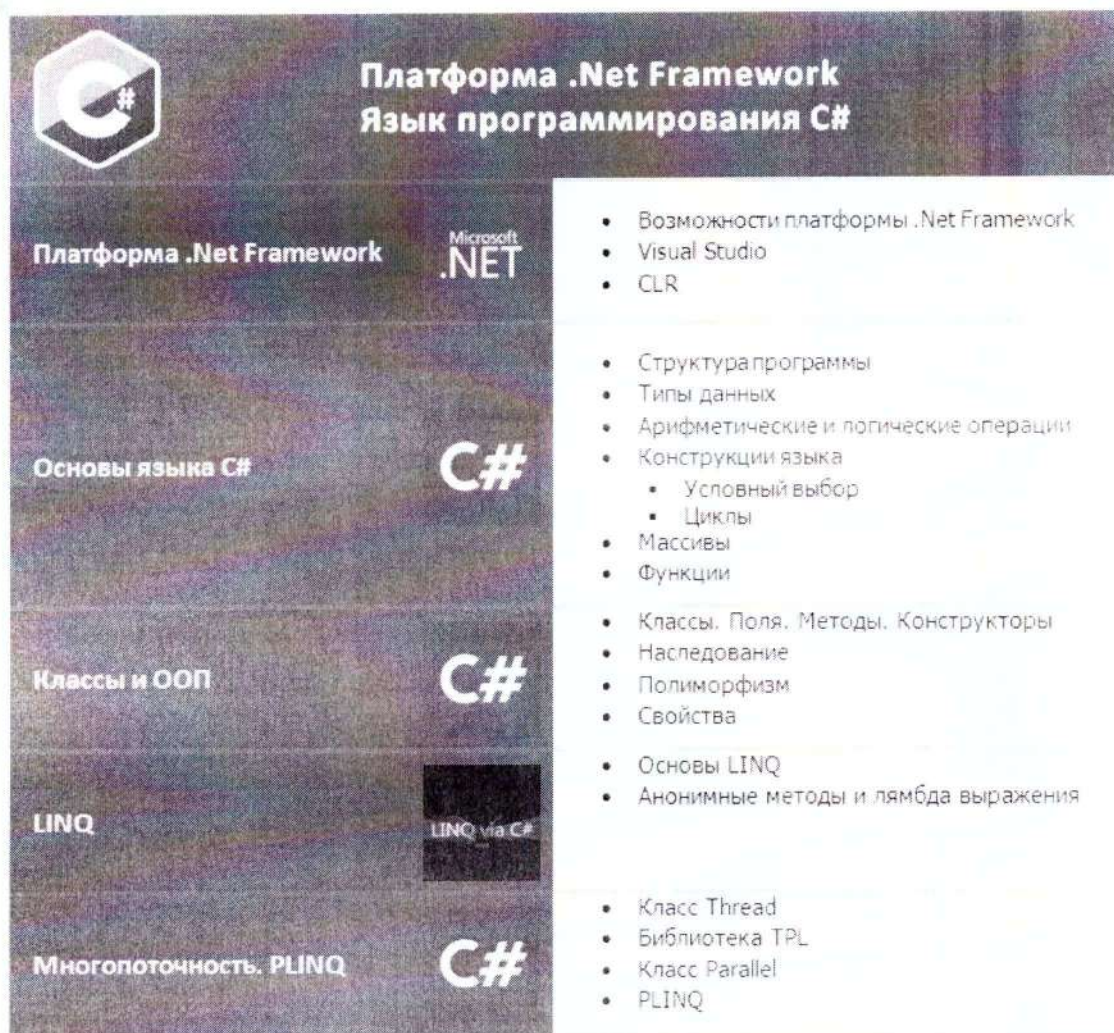 C#
Платформа .Net Framework
Язык программирования C#
Платформа .Net Framework
Microsoft
.NET
Возможности платформы .Net Framework
Visual Studio
CLR
Основы языка C#
C#
Структура программы
Типы данных
Арифметические и логические операции
Конструкции языка
Условный выбор
Циклы
Массивы
Функции
Классы и ООП
C#
Классы. Поля. Методы. Конструкторы
Наследование
Полиморфизм
Свойства
LINQ
LINQ via C#
Основы LINQ
Анонимные методы и лямбда выражения
Многопоточность. PLINQ
C#
Класс Thread
Библиотека TPL
Класс Parallel
PLINQ